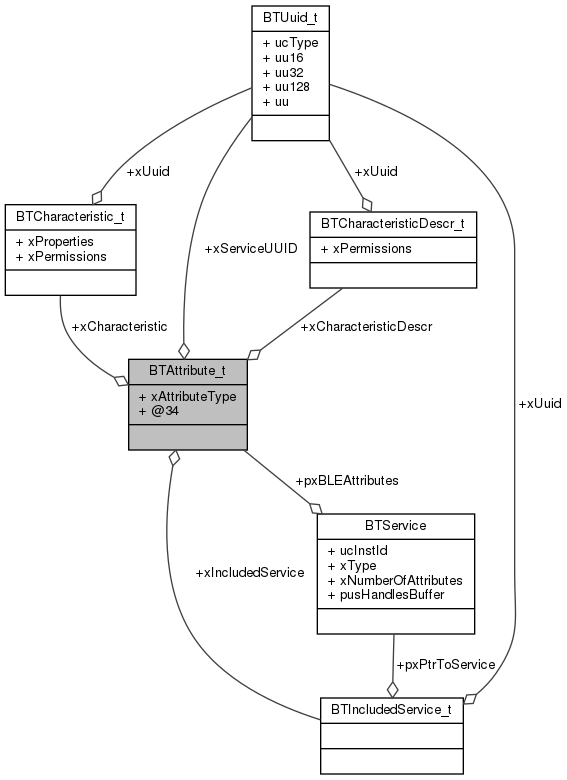 BTUuid_t
+ ucType
+ uu16
+ uu32
+ uu128
+ uu
+xUuid
+xUuid
BTCharacteristic_t
+ xProperties
+ xPermissions
BTCharacteristicDescr_t
+ xPermissions
+xServiceUUID
+xCharacteristic
+xCharacteristicDescr
BTAttribute_t
+ xAttributeType
+ @34
+xUuid
+pxBLEAttributes
BTService
+ ucInstId
+ xType
+ xNumberOfAttributes
+ pusHandlesBuffer
+xIncludedService
+pxPtrToService
BTIncludedService_t